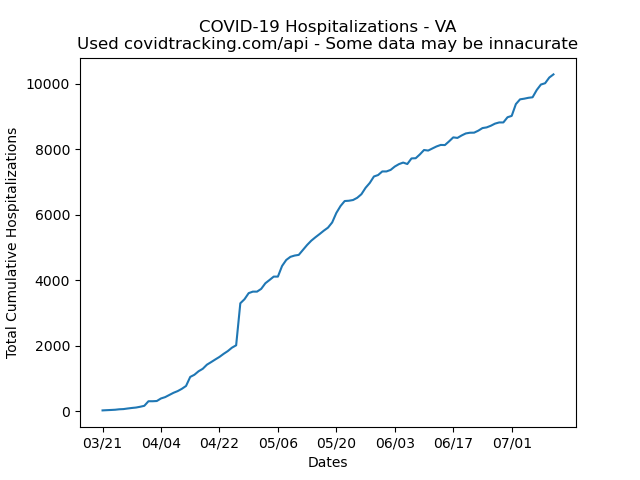 COVID-19 Hospitalizations - VA
Used covidtracking.com/api - Some data may be innacurate
Total Cumulative Hospitalizations
10000
8000
6000
4000
2000
0
03/21 04/04 04/22 05/06 05/20 06/03 06/17 07/01
Dates